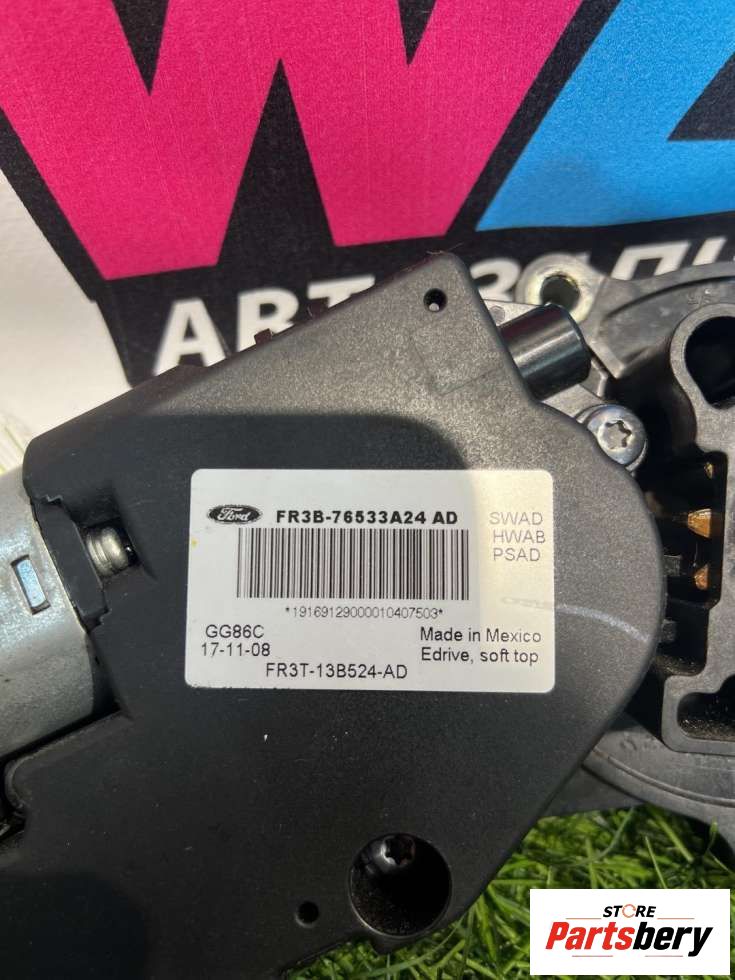 W
Ford FR3B-76533A24 AD
SWAD
HWAB
PSAD
*19169129000010407503*
GG86C
17-11-08
Made in Mexico
Edrive, soft top
FR3T-13B524-AD
STORE
Partsbery